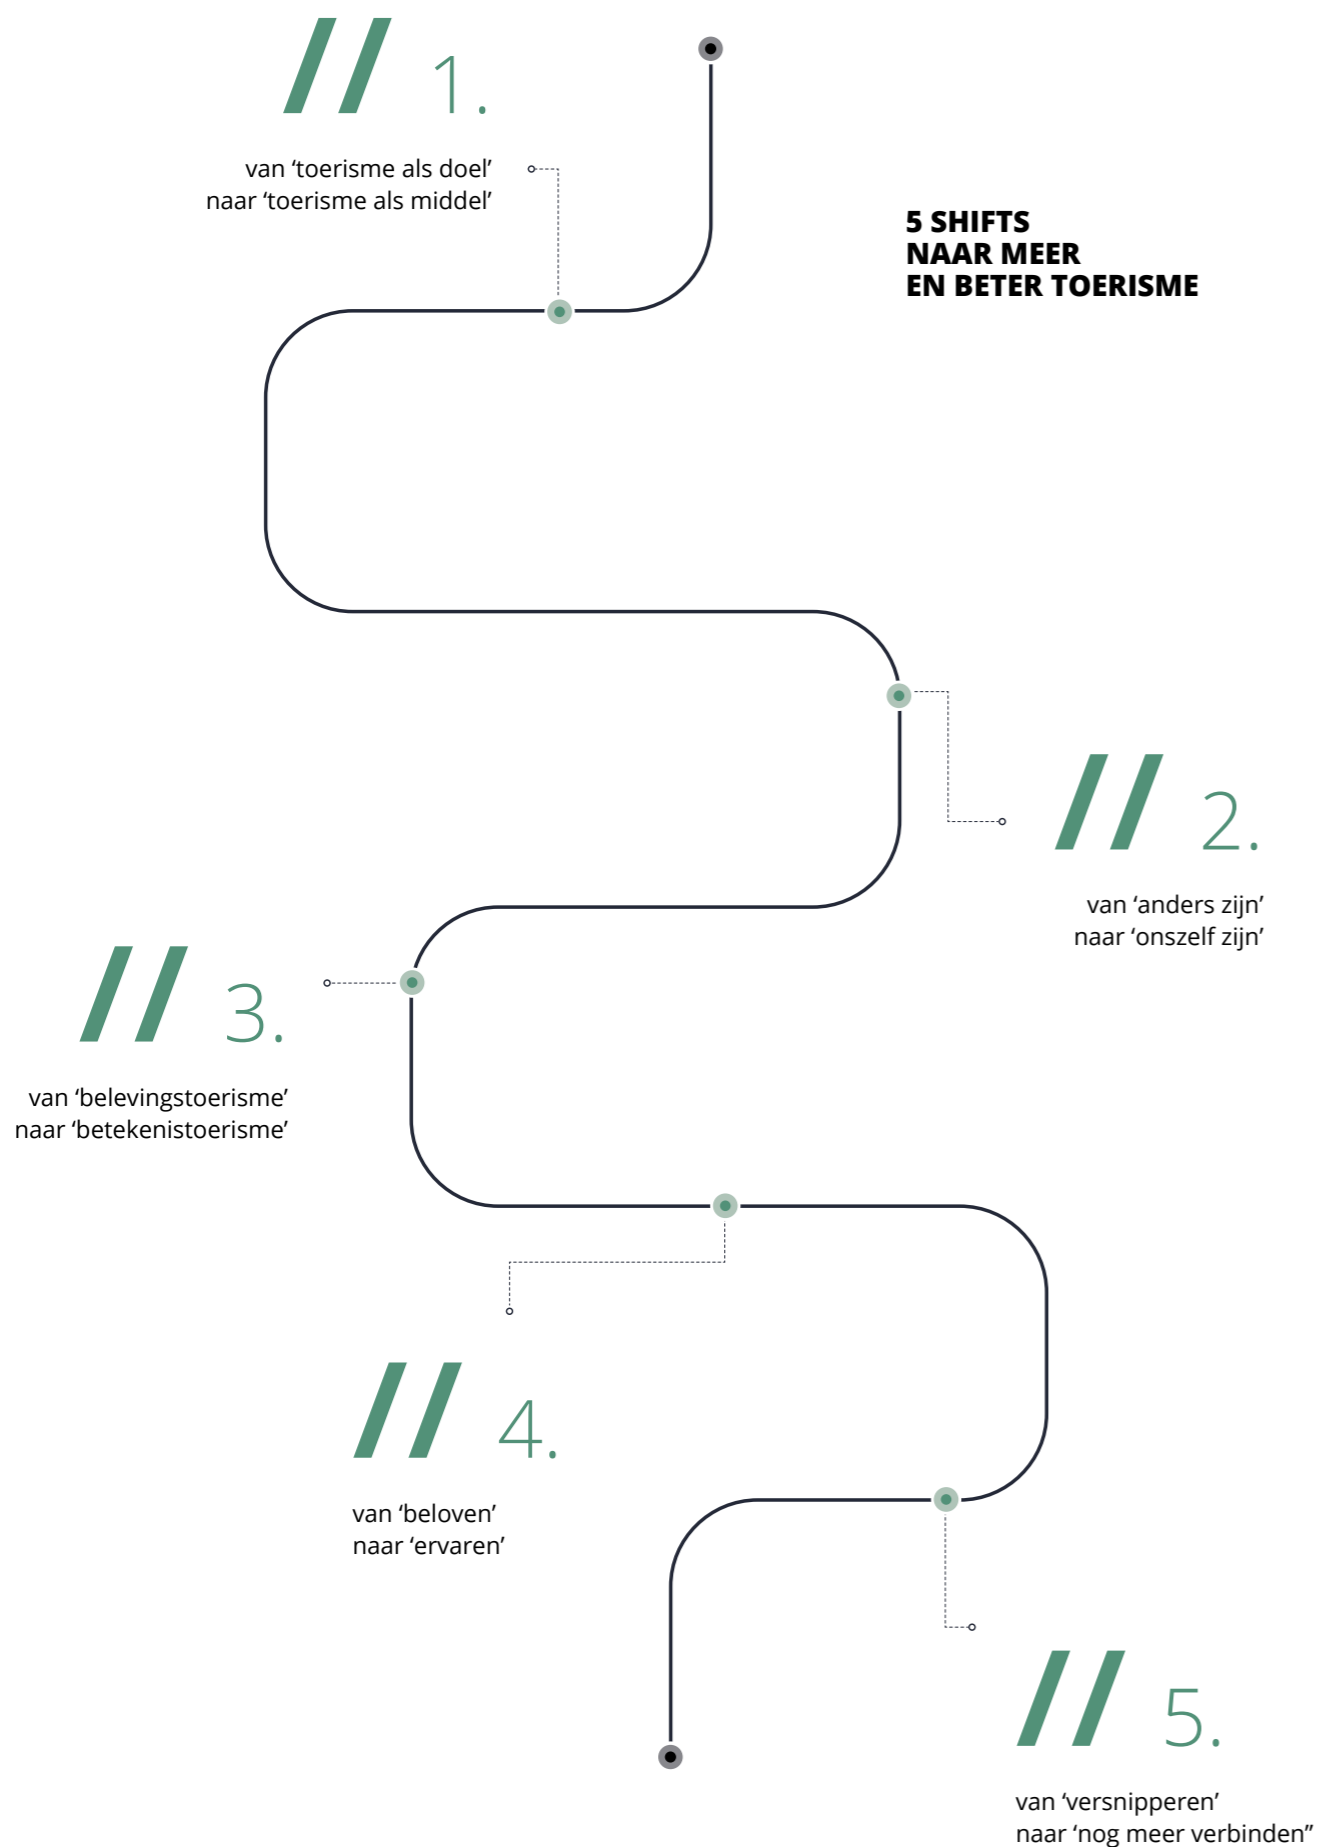 // 1.
van ‘toerisme als doel’
naar ‘toerisme als middel’
5 SHIFTS
NAAR MEER
EN BETER TOERISME
// 2.
van ‘anders zijn’
naar ‘onszelf zijn’
// 3.
van ‘belevingstoerisme’
naar ‘betekenistoerisme’
// 4.
van ‘beloven’
naar ‘ervaren’
// 5.
van ‘versnipperen’
naar ‘nog meer verbinden”